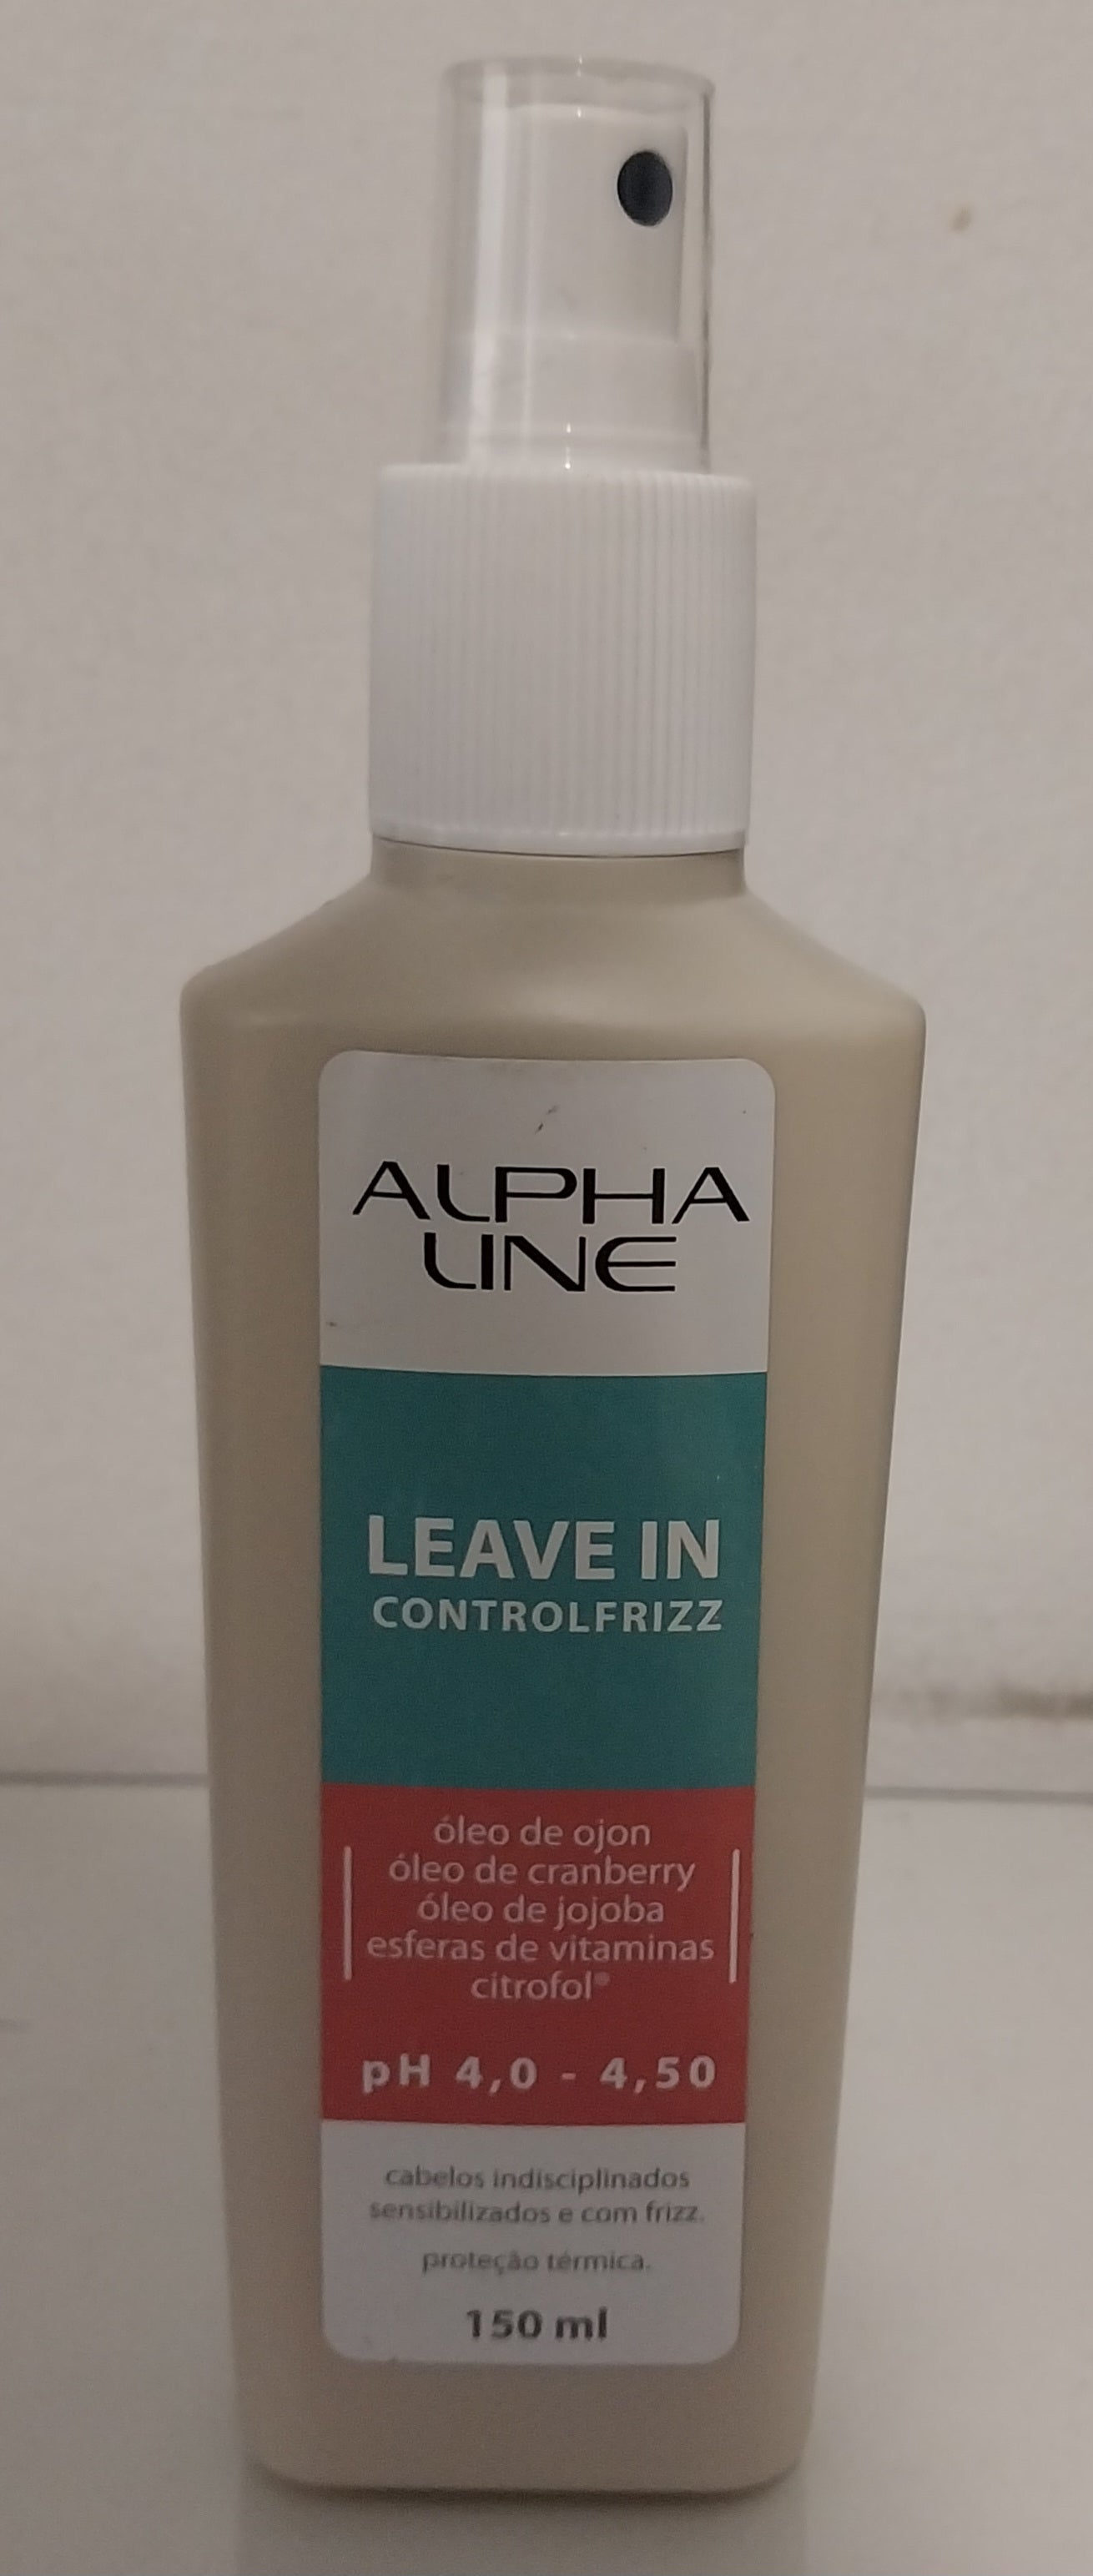 ALPHA
LINE
LEAVE IN
CONTROLFRIZZ
óleo de ojon
óleo de cranberry
óleo de jojoba
esferas de vitaminas
citrofol®
pH 4,0 - 4,50
cabelos indisciplinados
sensibilizados e com frizz.
proteção térmica.
150 ml